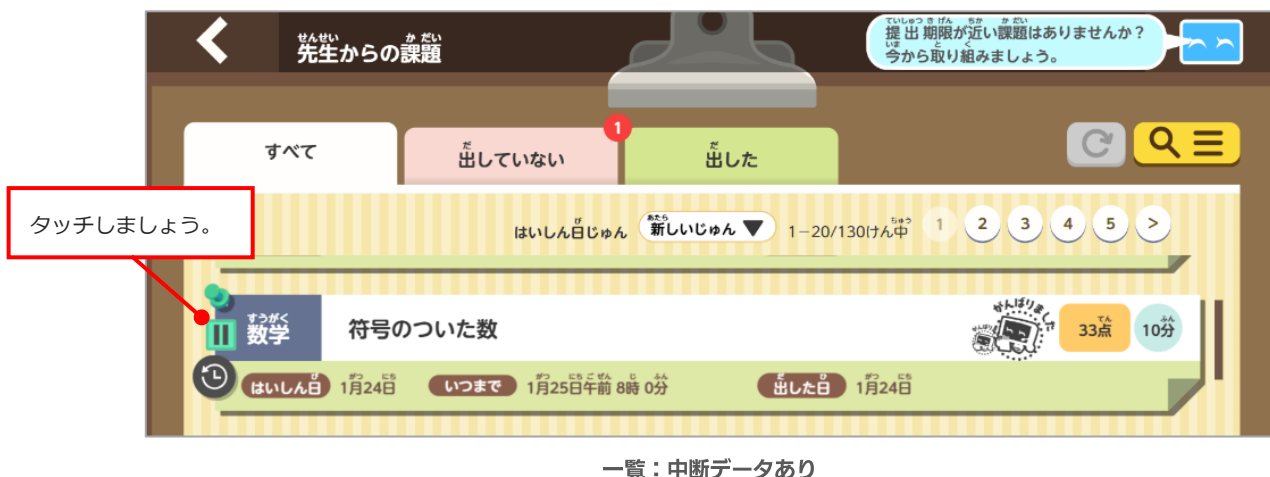 先生からの課題
提出期限が近い課題はありませんか？
今から取り組みましょう。
すべて
出していない
1
出した
タッチしましょう。
はいしん日じゅん 新しいじゅん ▼ 1－20/130けん中 1 2 3 4 5 >
数学 符号のついた数 がんばりました 33点 10分
はいしん日 1月24日 いつまで 1月25日午前 8時 0分 出した日 1月24日
一覧：中断データあり